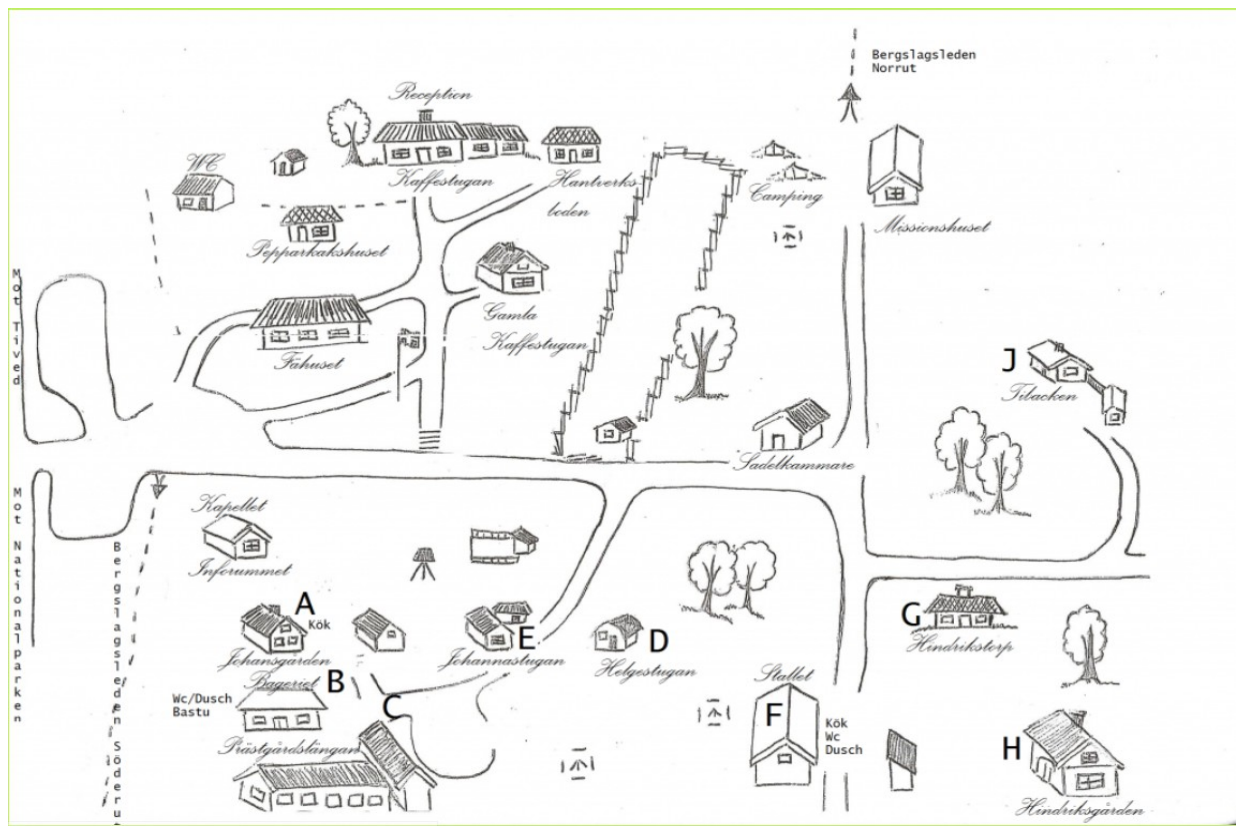 Bergslagsleden
Norrut
Reception
WC
Kaffestugan
Hantverks
boden
Camping
Missionshuset
Pepparkakshuset
Mot Tived
Gamla
Kaffestugan
Fähuset
J
Tibacken
Sadelkammare
Mot Nationalparken
Bergslagsleden Söderut
Kapellet
Inforummet
A
Kök
Johansgården
E
Johannastugan
D
Helgestugan
G
Hindrikstorp
Bageriet
B
Wc/Dusch
Bastu
C
Prästgårdslängan
Stallet
F
Kök
Wc
Dusch
H
Hindriksgården